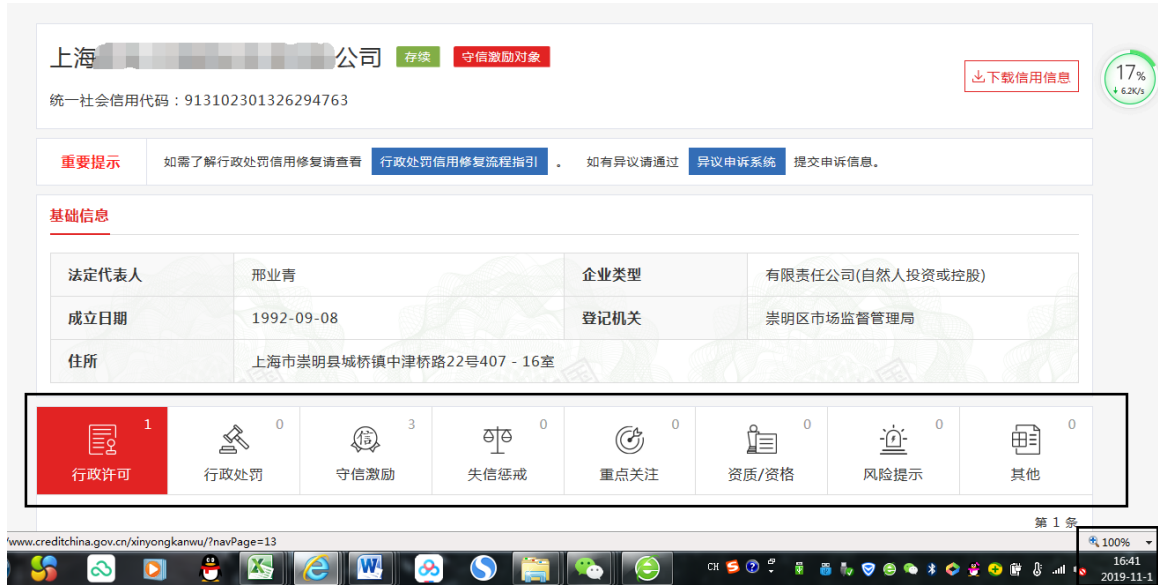 上海 公司 存续 守信激励对象
17%
6.2K/s
下载信用信息
统一社会信用代码：913102301326294763
重要提示 如需了解行政处罚信用修复请查看 行政处罚信用修复流程指引 。 如有异议请通过 异议申诉系统 提交申诉信息。
基础信息
法定代表人 邢业青 企业类型 有限责任公司(自然人投资或控股)
成立日期 1992-09-08 登记机关 崇明区市场监督管理局
住所 上海市崇明县城桥镇中津桥路22号407 - 16室
1 0 3 0 0 0 0 0
信
行政许可 行政处罚 守信激励 失信惩戒 重点关注 资质/资格 风险提示 其他
第 1 条
/www.creditchina.gov.cn/xinyongkanwu/?navPage=13 100%
CH 16:41
2019-11-1